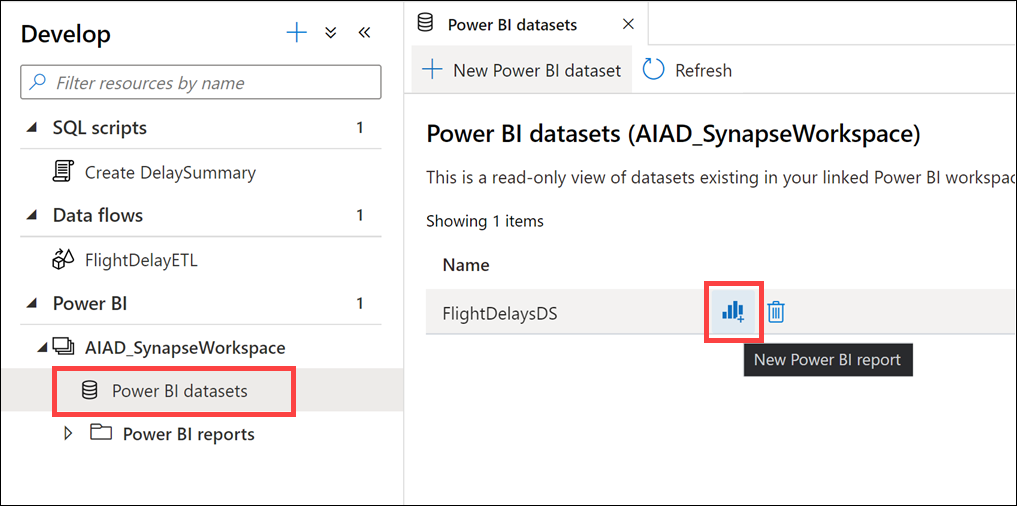 Develop
Filter resources by name
SQL scripts 1
Create DelaySummary
Data flows 1
FlightDelayETL
Power BI 1
AIAD_SynapseWorkspace
Power BI datasets
Power BI reports
Power BI datasets
New Power BI dataset Refresh
Power BI datasets (AIAD_SynapseWorkspace)
This is a read-only view of datasets existing in your linked Power BI
Showing 1 items
Name
FlightDelaysDS
New Power BI report